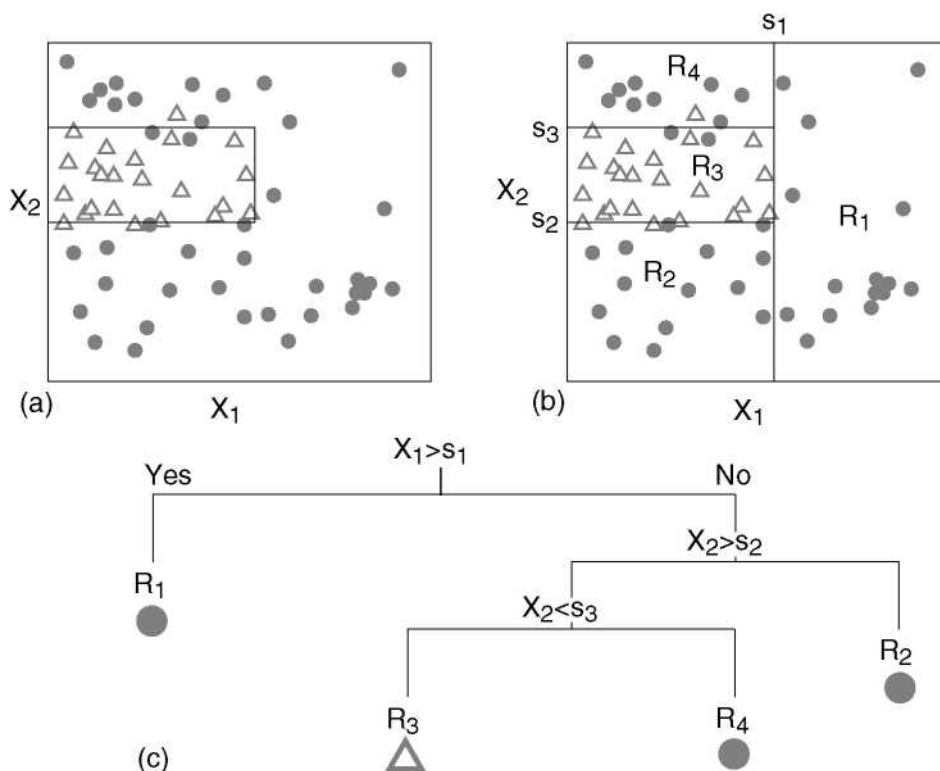 s₁
R₄
s₃
R₃
X₂
X₂
s₂
R₁
R₂
(a)
X₁
(b)
X₁
X₁>s₁
Yes
No
X₂>s₂
R₁
X₂<s₃
R₂
R₃
R₄
(c)